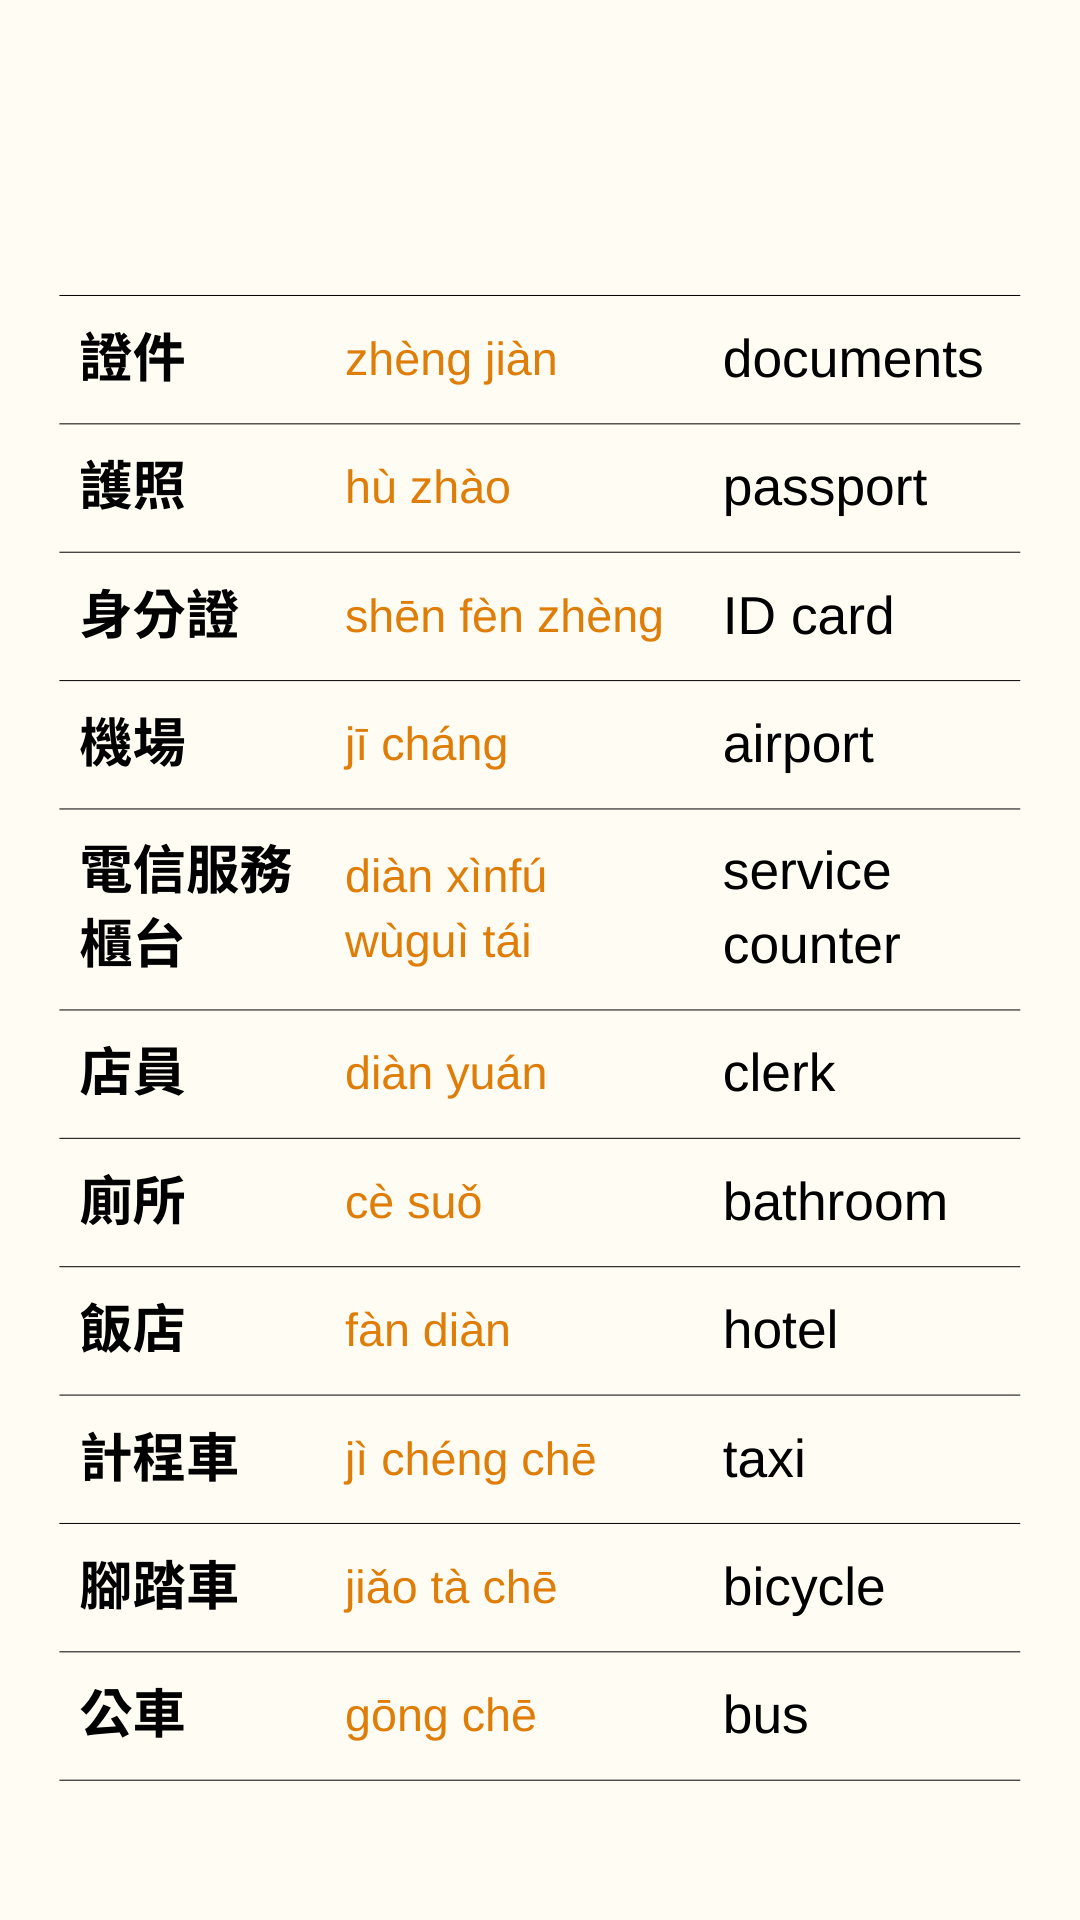 證件 zhèng jiàn documents
護照 hù zhào passport
身分證 shēn fèn zhèng ID card
機場 jī cháng airport
電信服務 diàn xìnfú service
櫃台 wùguì tái counter
店員 diàn yuán clerk
廁所 cè suǒ bathroom
飯店 fàn diàn hotel
計程車 jì chéng chē taxi
腳踏車 jiǎo tà chē bicycle
公車 gōng chē bus